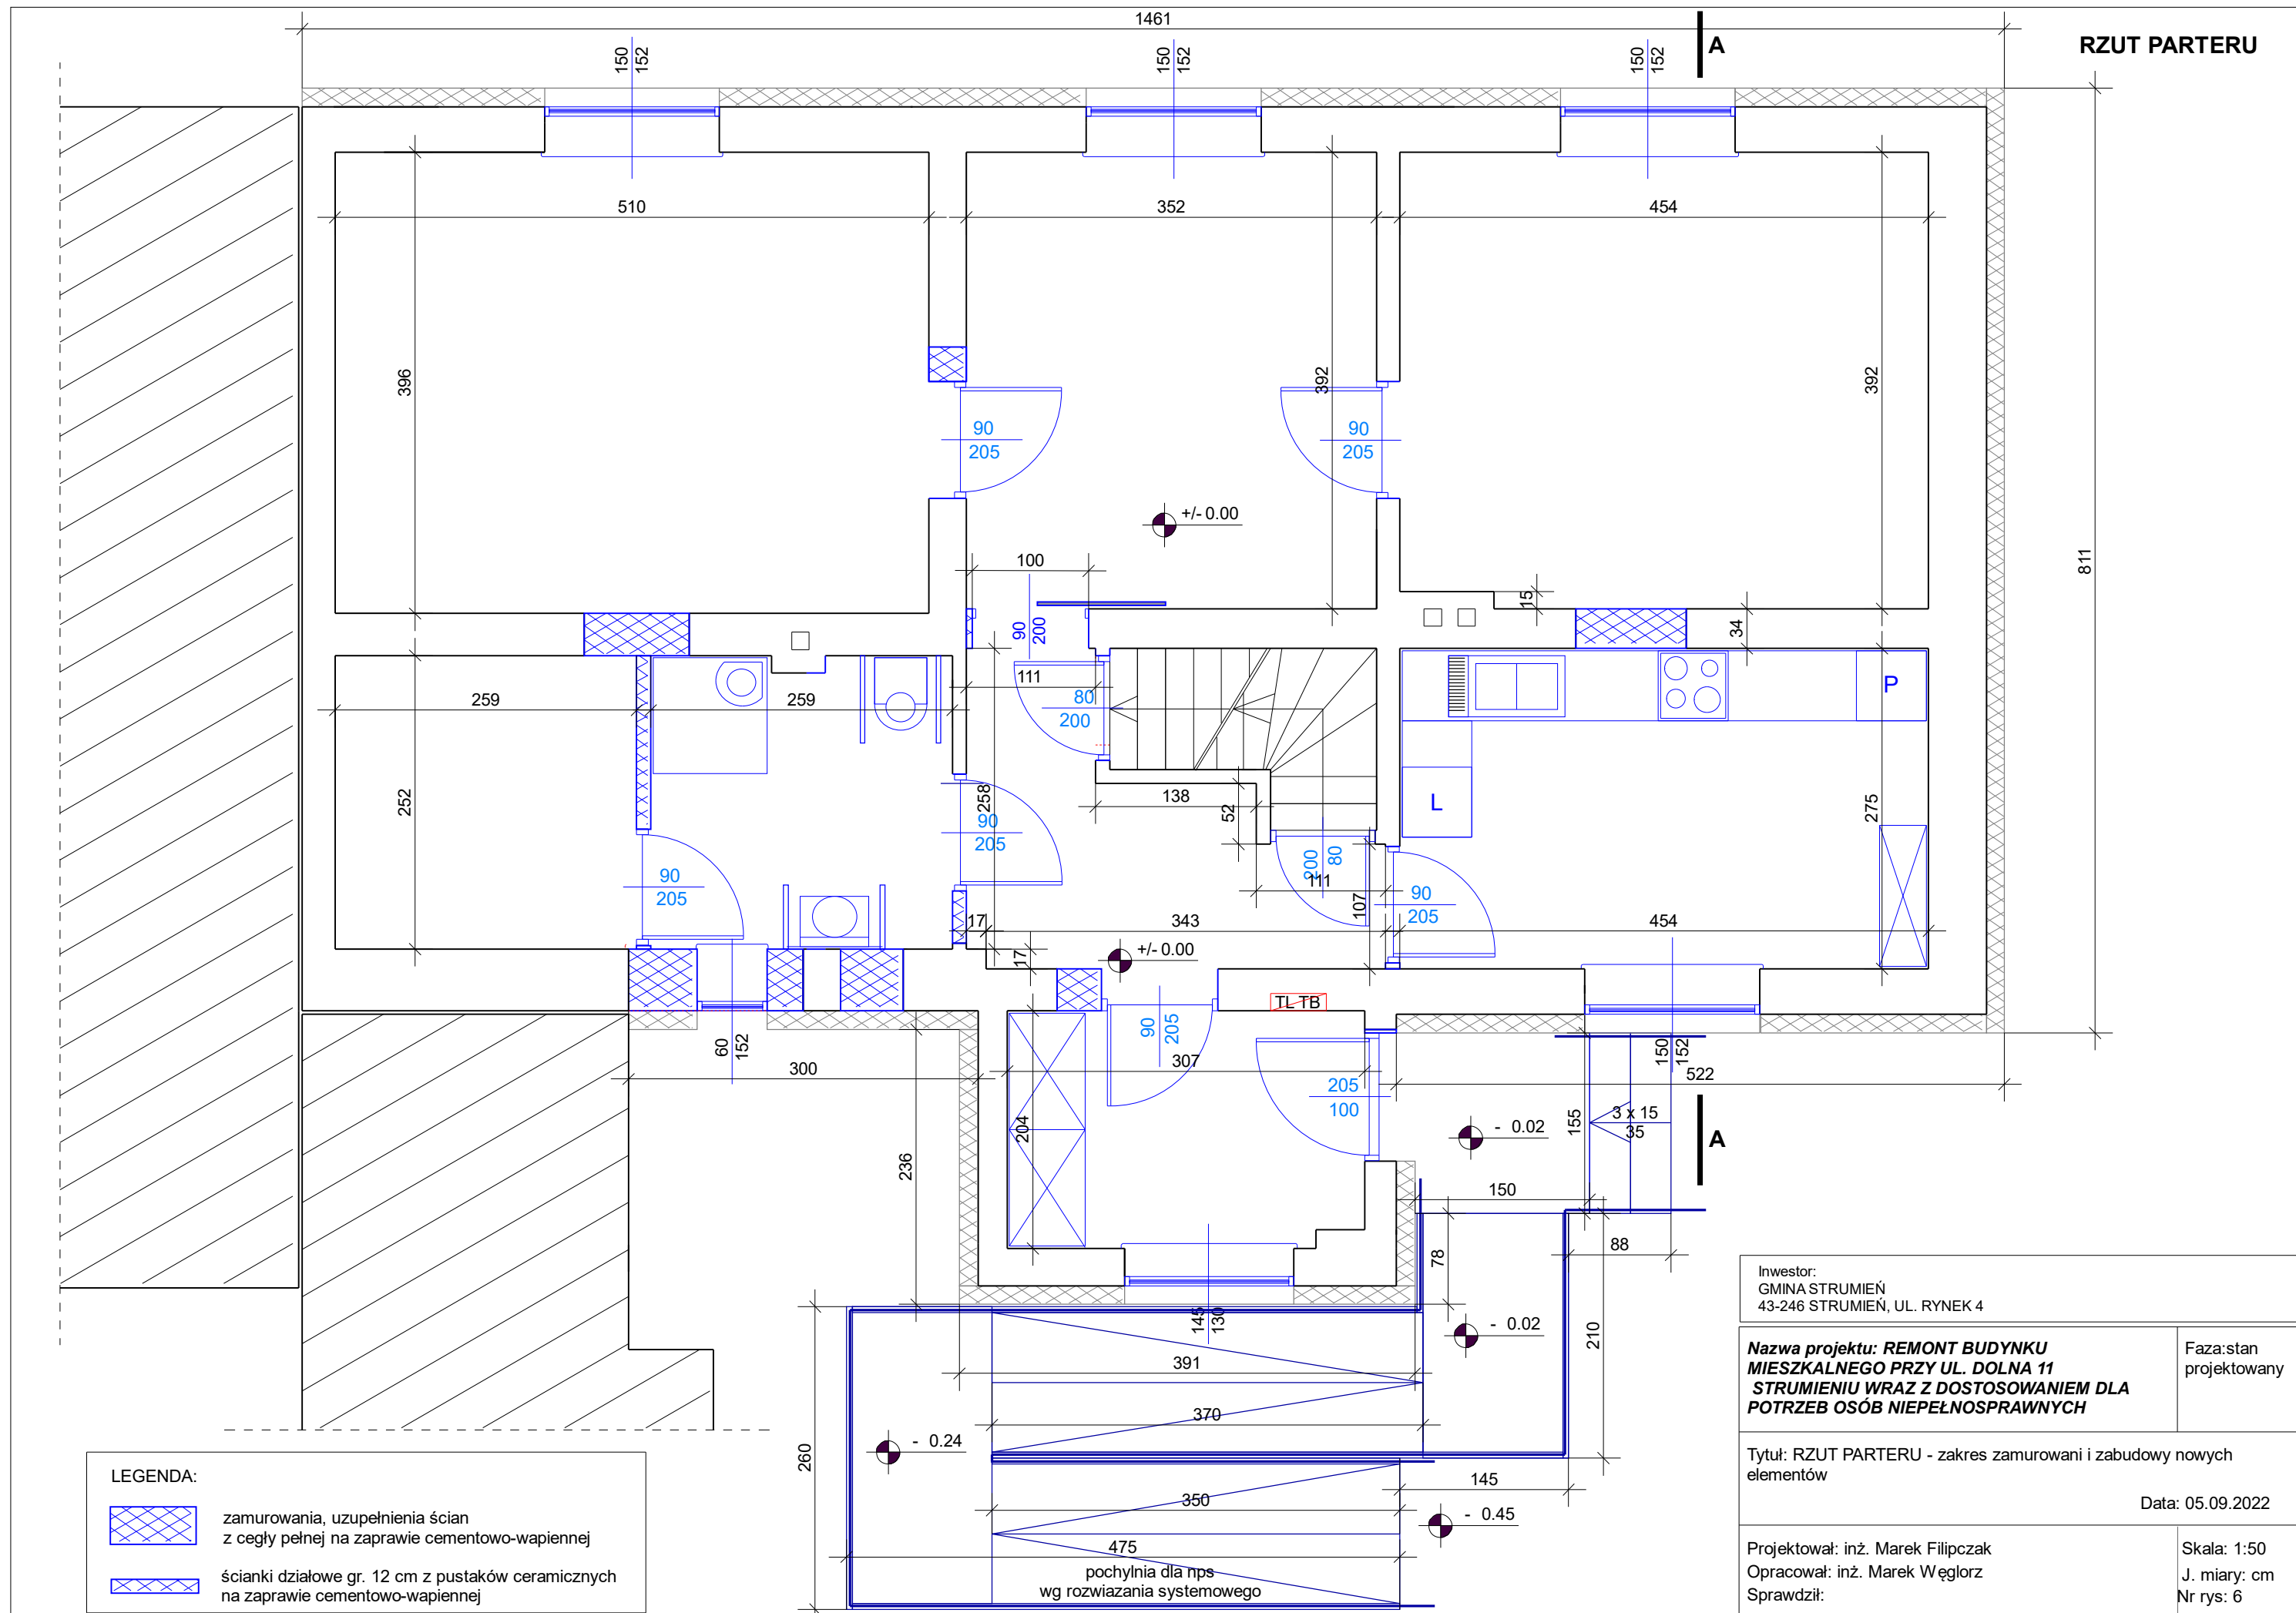 1461
RZUT PARTERU
A
150
152
150
152
150
152
510
352
454
396
392
392
811
90
205
90
205
+/- 0.00
100
90
200
15
34
111
80
200
259
259
P
L
252
258
138
52
275
90
205
200
80
111
107
90
205
90
205
17
343
454
17
+/- 0.00
TL TB
90
205
60
152
300
307
205
100
150
152
522
204
236
- 0.02
155
3 x 15
35
A
150
88
78
145
130
- 0.02
210
391
370
260
- 0.24
145
350
- 0.45
475
pochylnia dla nps
wg rozwiazania systemowego
LEGENDA:
zamurowania, uzupełnienia ścian
z cegły pełnej na zaprawie cementowo-wapiennej
ścianki działowe gr. 12 cm z pustaków ceramicznych
na zaprawie cementowo-wapiennej
Inwestor:
GMINA STRUMIEŃ
43-246 STRUMIEŃ, UL. RYNEK 4
Nazwa projektu: REMONT BUDYNKU
MIESZKALNEGO PRZY UL. DOLNA 11
STRUMIENIU WRAZ Z DOSTOSOWANIEM DLA
POTRZEB OSÓB NIEPEŁNOSPRAWNYCH
Faza:stan
projektowany
Tytuł: RZUT PARTERU - zakres zamurowani i zabudowy nowych
elementów
Data: 05.09.2022
Projektował: inż. Marek Filipczak
Opracował: inż. Marek Węglorz
Sprawdził:
Skala: 1:50
J. miary: cm
Nr rys: 6